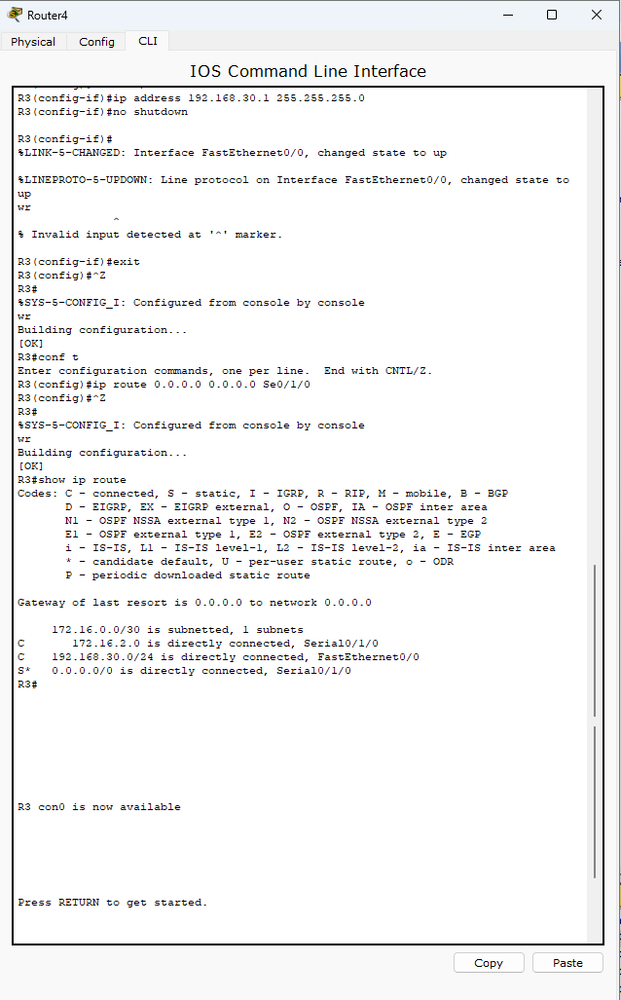 Router4
Physical Config CLI
IOS Command Line Interface
R3(config-if)#ip address 192.168.30.1 255.255.255.0
R3(config-if)#no shutdown
R3(config-if)#
%LINK-5-CHANGED: Interface FastEthernet0/0, changed state to up
%LINEPROTO-5-UPDOWN: Line protocol on Interface FastEthernet0/0, changed state to
up
wr
^
% Invalid input detected at '^' marker.
R3(config-if)#exit
R3(config)#^Z
R3#
%SYS-5-CONFIG_I: Configured from console by console
wr
Building configuration...
[OK]
R3#conf t
Enter configuration commands, one per line.  End with CNTL/Z.
R3(config)#ip route 0.0.0.0 0.0.0.0 Se0/1/0
R3(config)#^Z
R3#
%SYS-5-CONFIG_I: Configured from console by console
wr
Building configuration...
[OK]
R3#show ip route
Codes: C - connected, S - static, I - IGRP, R - RIP, M - mobile, B - BGP
D - EIGRP, EX - EIGRP external, O - OSPF, IA - OSPF inter area
N1 - OSPF NSSA external type 1, N2 - OSPF NSSA external type 2
E1 - OSPF external type 1, E2 - OSPF external type 2, E - EGP
i - IS-IS, L1 - IS-IS level-1, L2 - IS-IS level-2, ia - IS-IS inter area
* - candidate default, U - per-user static route, o - ODR
P - periodic downloaded static route
Gateway of last resort is 0.0.0.0 to network 0.0.0.0
172.16.0.0/30 is subnetted, 1 subnets
C       172.16.2.0 is directly connected, Serial0/1/0
C    192.168.30.0/24 is directly connected, FastEthernet0/0
S*   0.0.0.0/0 is directly connected, Serial0/1/0
R3#
R3 con0 is now available
Press RETURN to get started.
Copy Paste